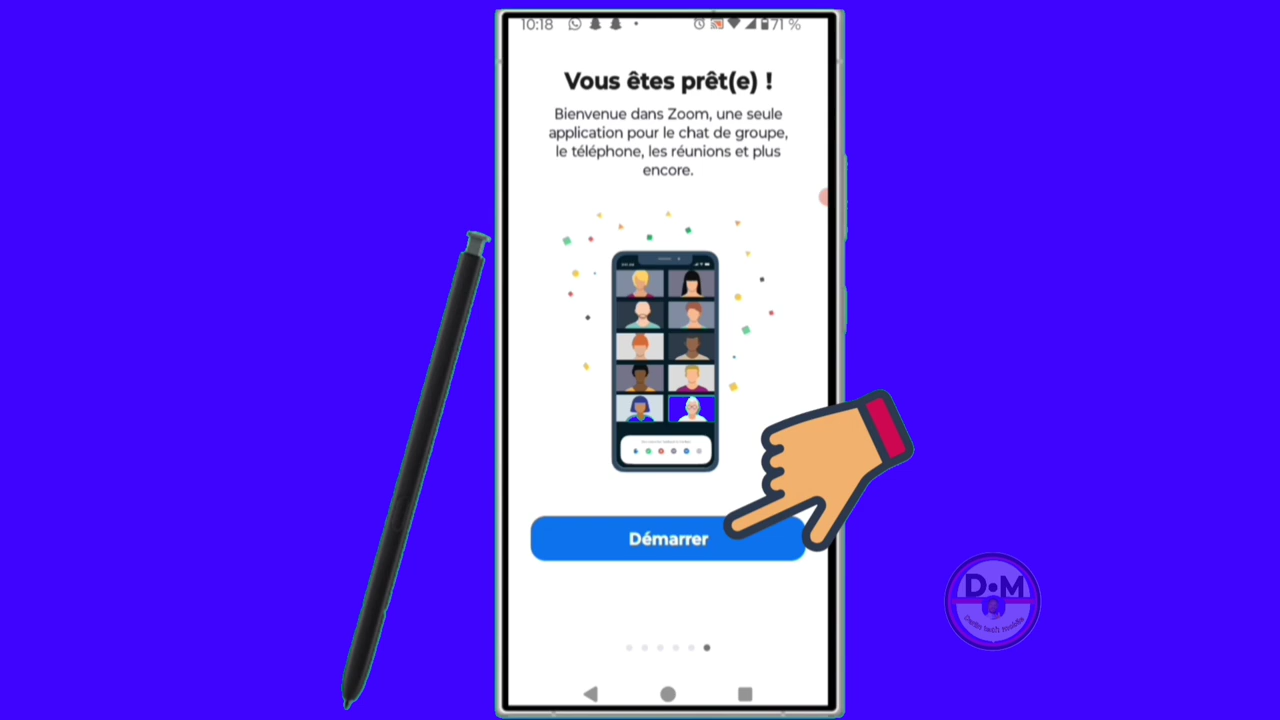 10:18
71 %
Vous êtes prêt(e) !
Bienvenue dans Zoom, une seule
application pour le chat de groupe,
le téléphone, les réunions et plus
encore.
Démarrer
D•M